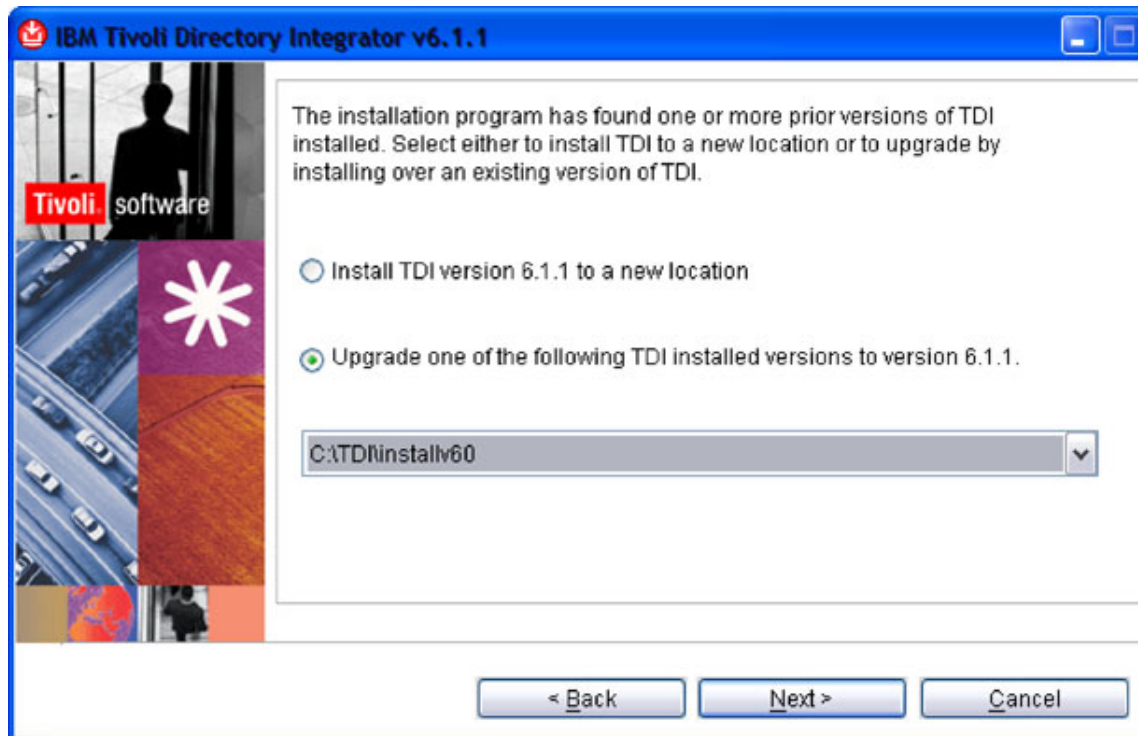 IBM Tivoli Directory Integrator v6.1.1
Tivoli. software
The installation program has found one or more prior versions of TDI
installed. Select either to install TDI to a new location or to upgrade by
installing over an existing version of TDI.
Install TDI version 6.1.1 to a new location
Upgrade one of the following TDI installed versions to version 6.1.1.
C:\TDI\installv60
< Back
Next >
Cancel